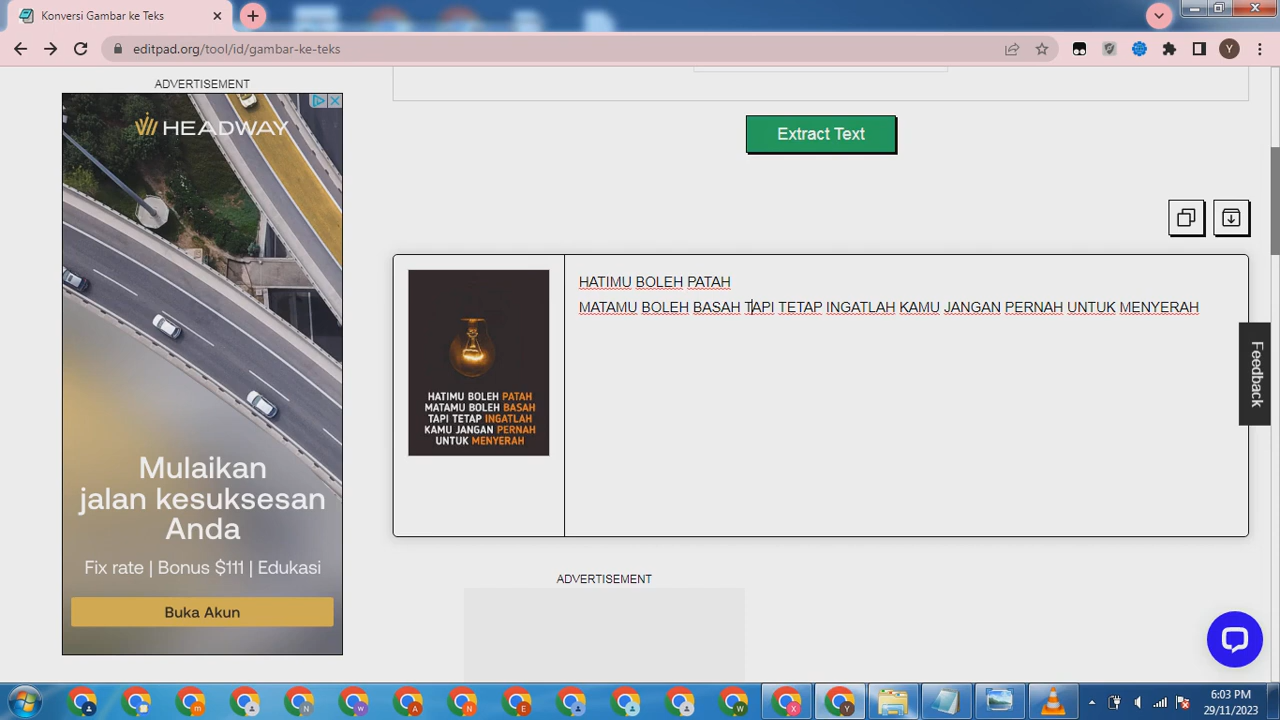 Konversi Gambar ke Teks
editpad.org/tool/id/gambar-ke-teks
Y
ADVERTISEMENT
HEADWAY
Mulaikan
jalan kesuksesan
Anda
Fix rate | Bonus $111 | Edukasi
Buka Akun
Extract Text
HATIMU BOLEH PATAH
MATAMU BOLEH BASAH
TAPI TETAP INGATLAH
KAMU JANGAN PERNAH
UNTUK MENYERAH
HATIMU BOLEH PATAH
MATAMU BOLEH BASAH TAPI TETAP INGATLAH KAMU JANGAN PERNAH UNTUK MENYERAH
Feedback
ADVERTISEMENT
m
N
W
A
N
E
W
X
Y
6:03 PM
29/11/2023